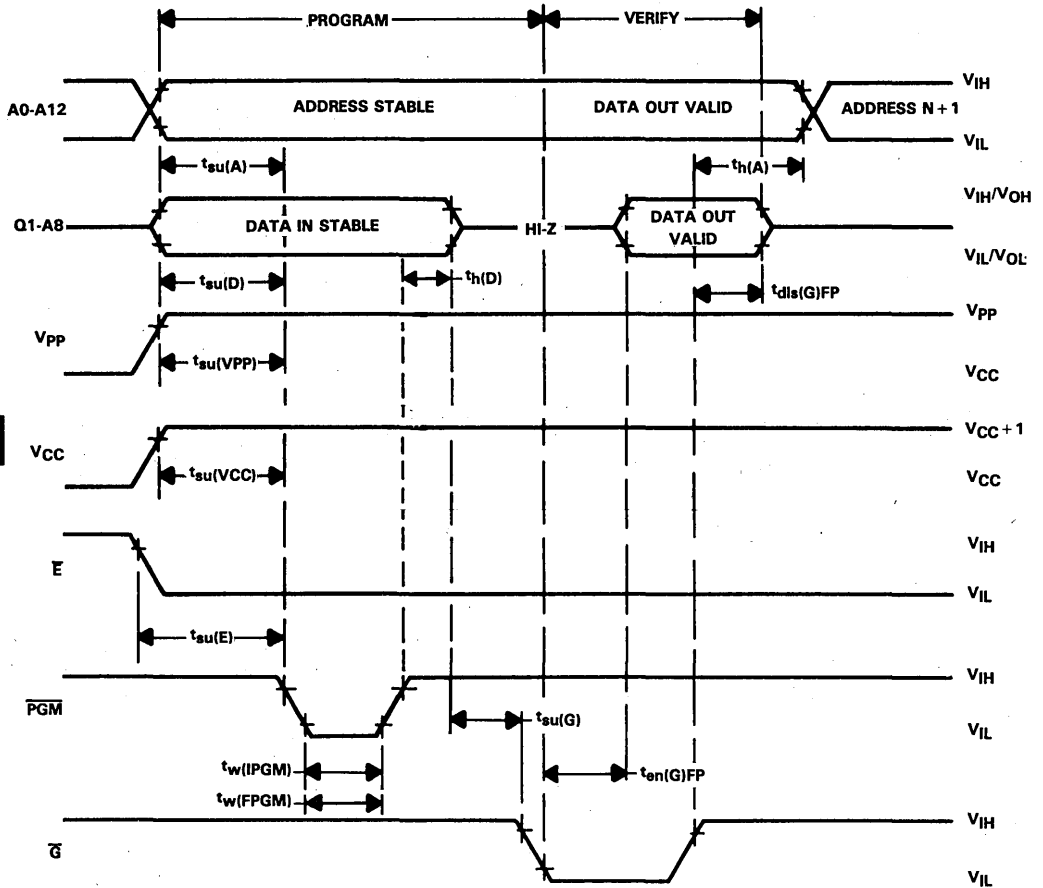 PROGRAM
VERIFY
A0-A12
ADDRESS STABLE
DATA OUT VALID
ADDRESS N + 1
VIH
VIL
tsu(A)
th(A)
Q1-A8
DATA IN STABLE
HI-Z
DATA OUT
VALID
VIH/VOH
VIL/VOL
tsu(D)
th(D)
tdis(G)FP
VPP
VPP
tsu(VPP)
VCC
VCC
VCC + 1
tsu(VCC)
VCC
E
VIH
VIL
tsu(E)
PGM
VIH
VIL
tsu(G)
tw(IPGM)
ten(G)FP
tw(FPGM)
G
VIH
VIL